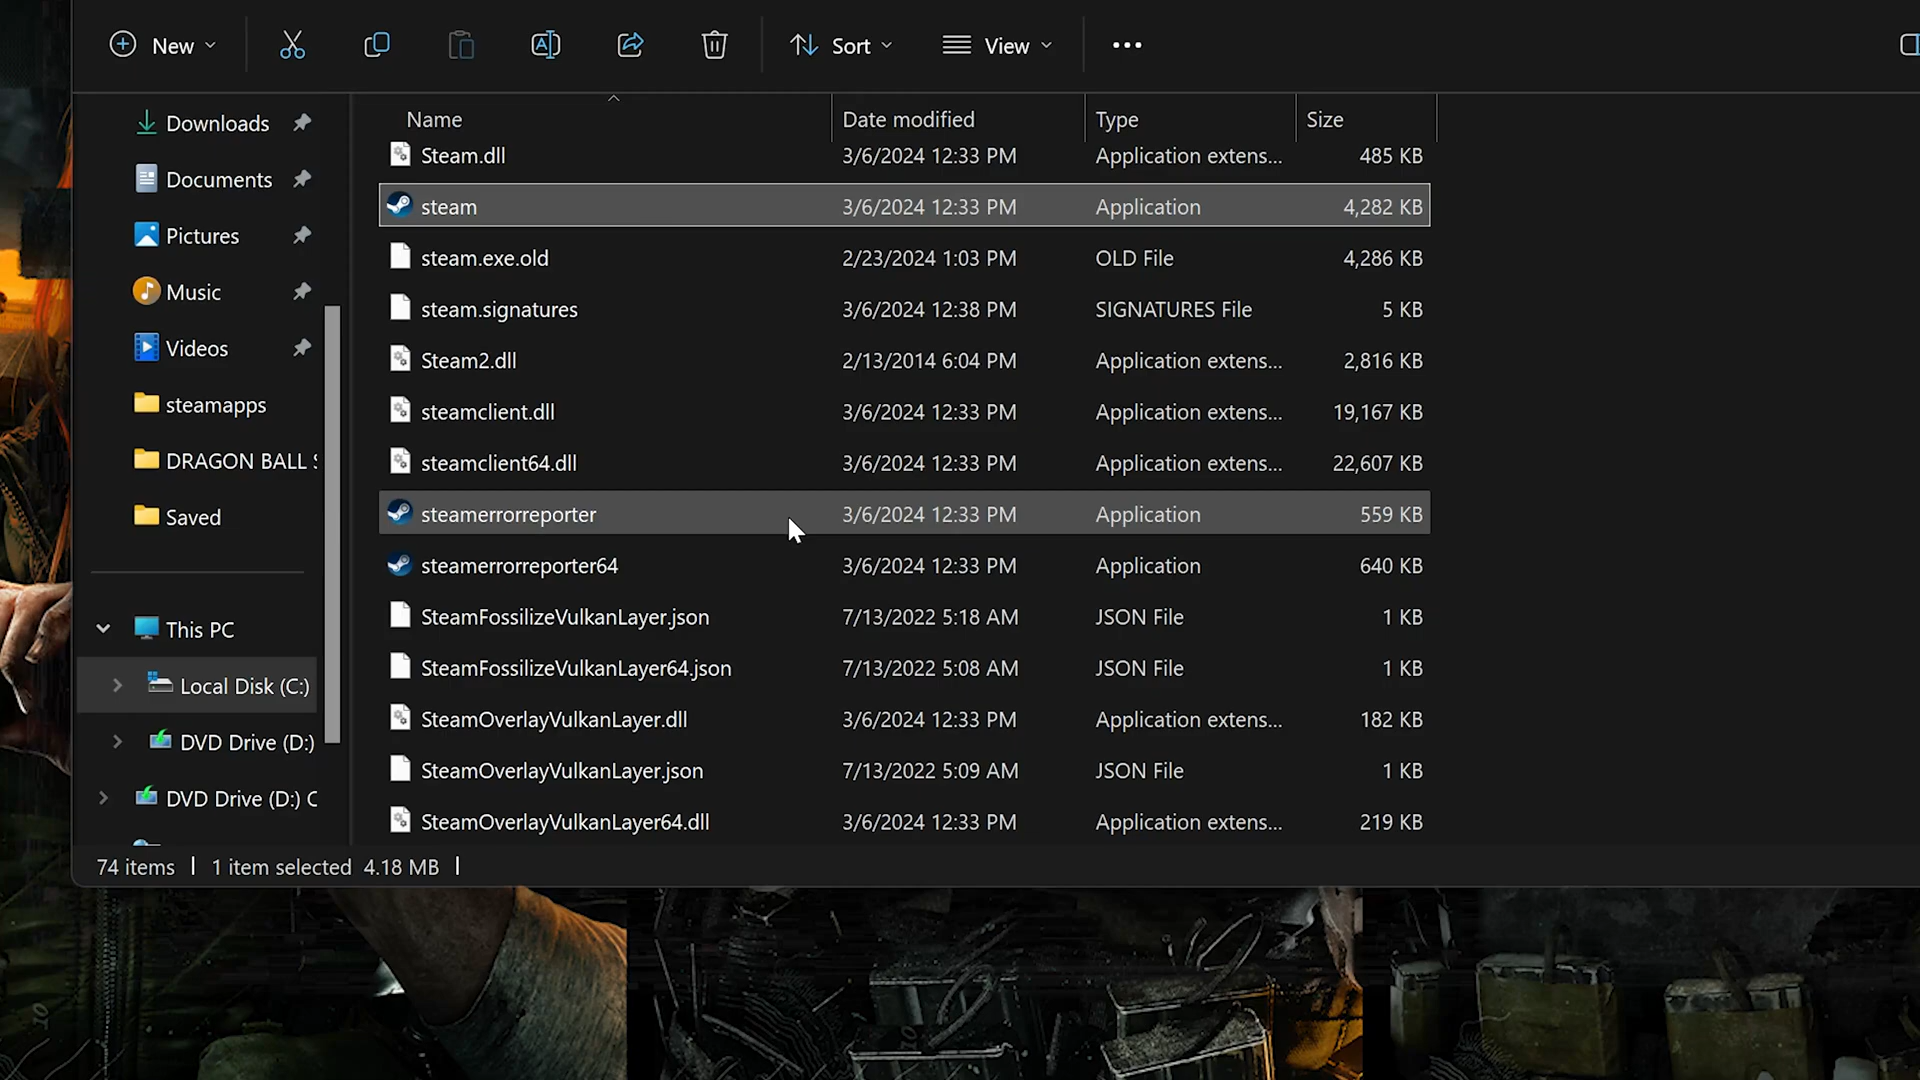 New Sort View
Downloads
Documents
Pictures
Music
Videos
steamapps
DRAGON BALL S
Saved
This PC
Local Disk (C:)
DVD Drive (D:)
DVD Drive (D:) C
Name Date modified Type Size
Steam.dll 3/6/2024 12:33 PM Application extens... 485 KB
steam 3/6/2024 12:33 PM Application 4,282 KB
steam.exe.old 2/23/2024 1:03 PM OLD File 4,286 KB
steam.signatures 3/6/2024 12:38 PM SIGNATURES File 5 KB
Steam2.dll 2/13/2014 6:04 PM Application extens... 2,816 KB
steamclient.dll 3/6/2024 12:33 PM Application extens... 19,167 KB
steamclient64.dll 3/6/2024 12:33 PM Application extens... 22,607 KB
steamerrorreporter 3/6/2024 12:33 PM Application 559 KB
steamerrorreporter64 3/6/2024 12:33 PM Application 640 KB
SteamFossilizeVulkanLayer.json 7/13/2022 5:18 AM JSON File 1 KB
SteamFossilizeVulkanLayer64.json 7/13/2022 5:08 AM JSON File 1 KB
SteamOverlayVulkanLayer.dll 3/6/2024 12:33 PM Application extens... 182 KB
SteamOverlayVulkanLayer.json 7/13/2022 5:09 AM JSON File 1 KB
SteamOverlayVulkanLayer64.dll 3/6/2024 12:33 PM Application extens... 219 KB
74 items 1 item selected 4.18 MB